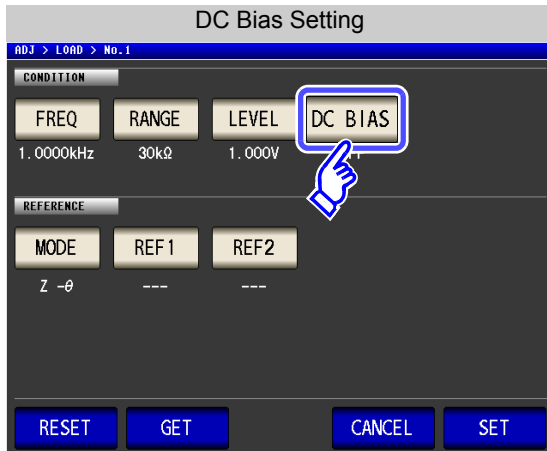 DC Bias Setting
ADJ > LOAD > No.1
CONDITION
FREQ RANGE LEVEL DC BIAS
1.0000kHz 30kΩ 1.000V
REFERENCE
MODE REF1 REF2
Z -θ --- ---
RESET GET CANCEL SET